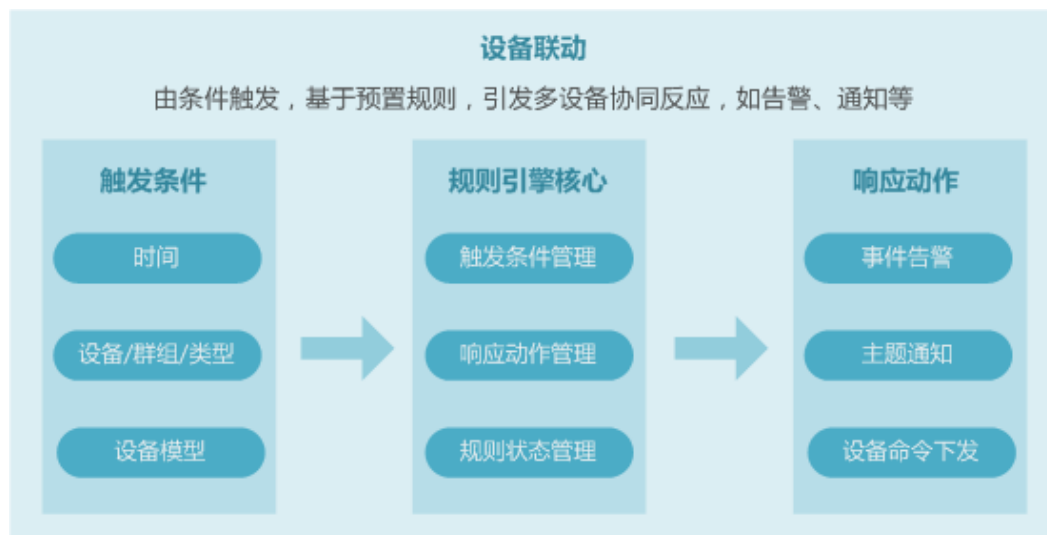 设备联动
由条件触发，基于预置规则，引发多设备协同反应，如告警、通知等
触发条件
时间
设备/群组/类型
设备模型
规则引擎核心
触发条件管理
响应动作管理
规则状态管理
响应动作
事件告警
主题通知
设备命令下发